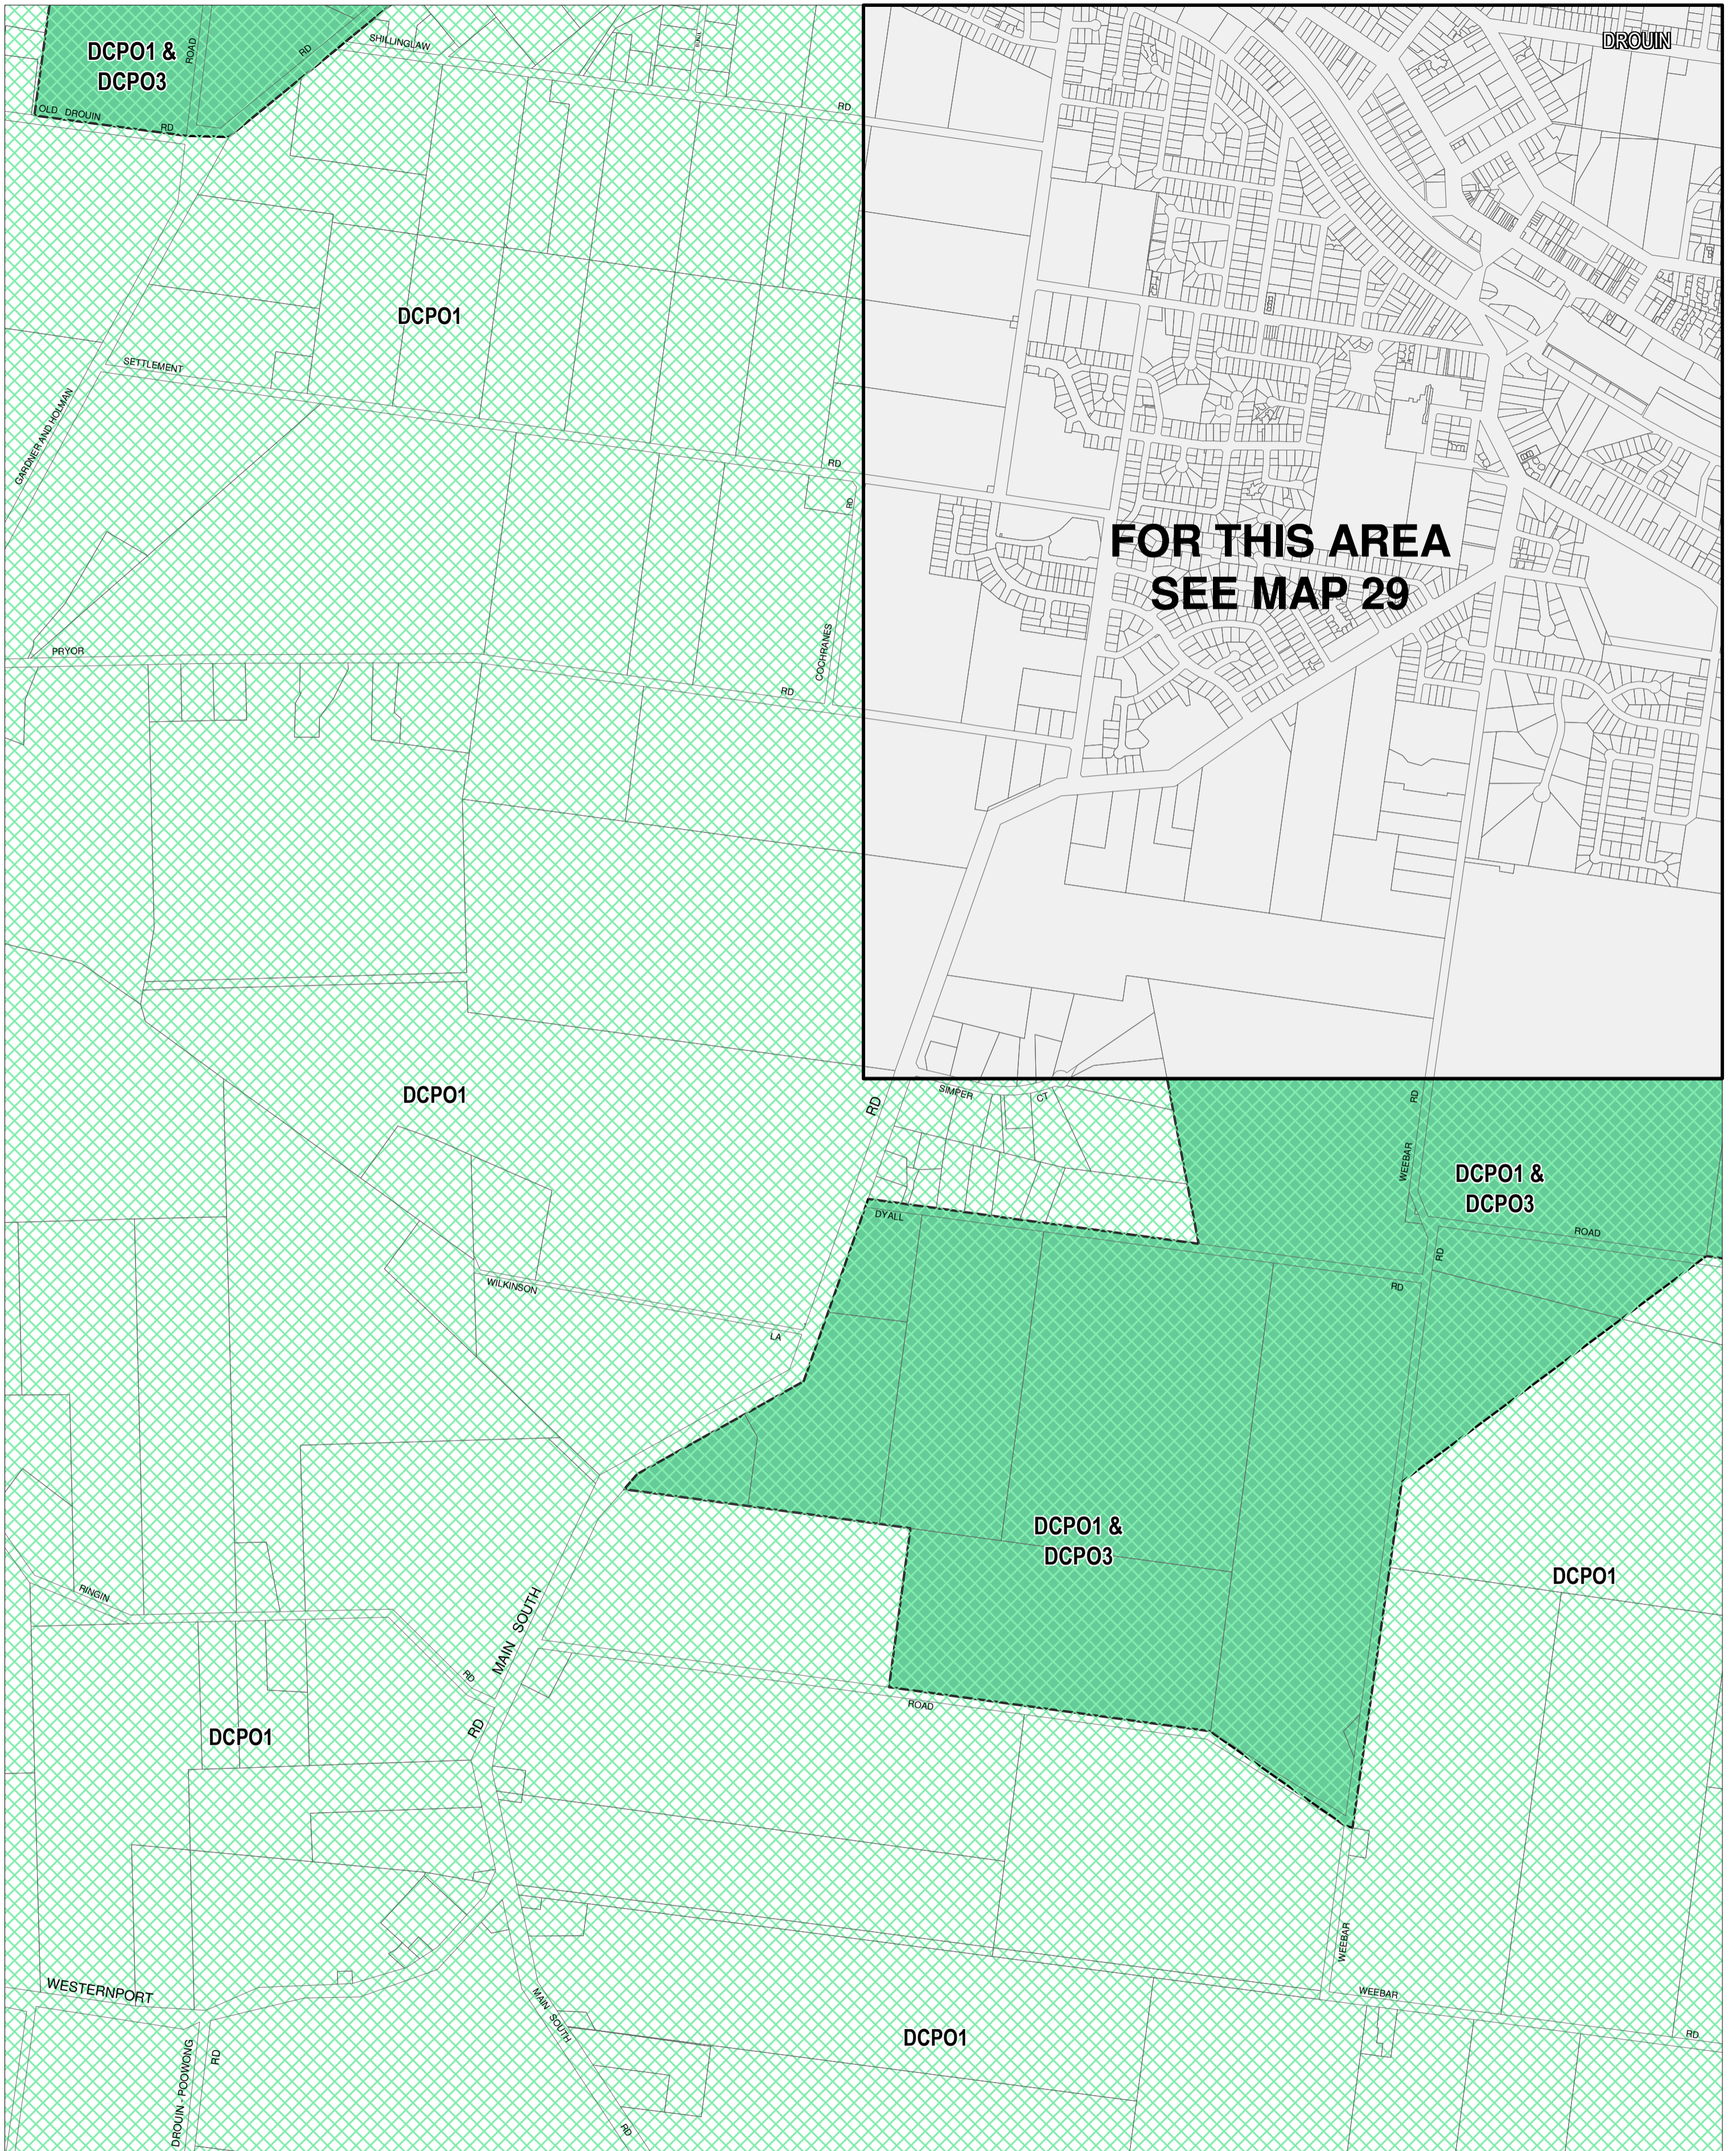 DCPO1 &
DCPO3
ROAD
RD
SHILLINGLAW
DROUIN
OLD DROUIN
RD
RD
DCPO1
SETTLEMENT
GARDNER AND HOLMAN
RD
RD
FOR THIS AREA
SEE MAP 29
COCHRANES
PRYOR
RD
DCPO1
SIMPER
CT
RD
RD
WEEBAR
DCPO1 &
DCPO3
DYALL
ROAD
RD
RD
WILKINSON
LA
DCPO1 &
DCPO3
DCPO1
RINGIN
MAIN SOUTH
RD
ROAD
RD
DCPO1
WEEBAR
WESTERNPORT
WEEBAR
MAIN SOUTH
RD
DCPO1
DROUIN - POOWONG
RD
RD